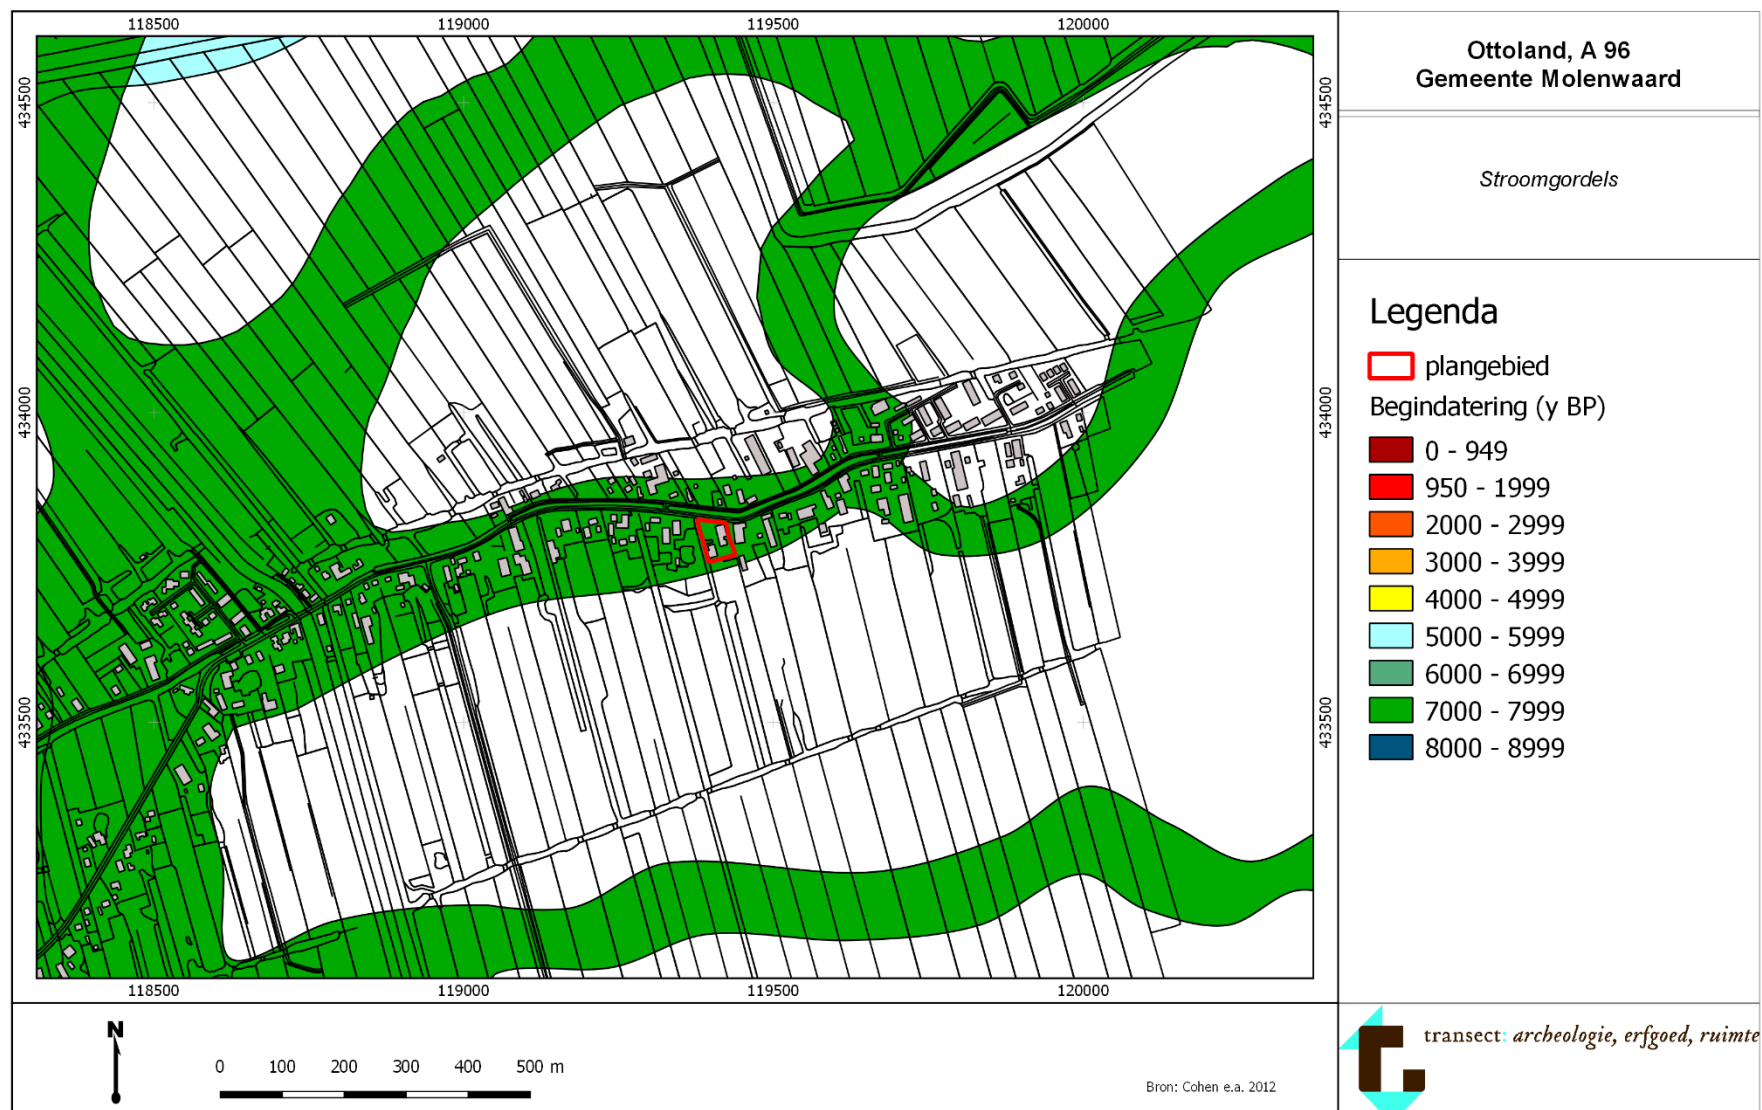 118500 119000 119500 120000
434500 434500
434000 434000
433500 433500
118500 119000 119500 120000
Ottoland, A 96
Gemeente Molenwaard
Stroomgordels
Legenda
plangebied
Begindatering (y BP)
0 - 949
950 - 1999
2000 - 2999
3000 - 3999
4000 - 4999
5000 - 5999
6000 - 6999
7000 - 7999
8000 - 8999
N
0 100 200 300 400 500 m
Bron: Cohen e.a. 2012
transect: archeologie, erfgoed, ruimte